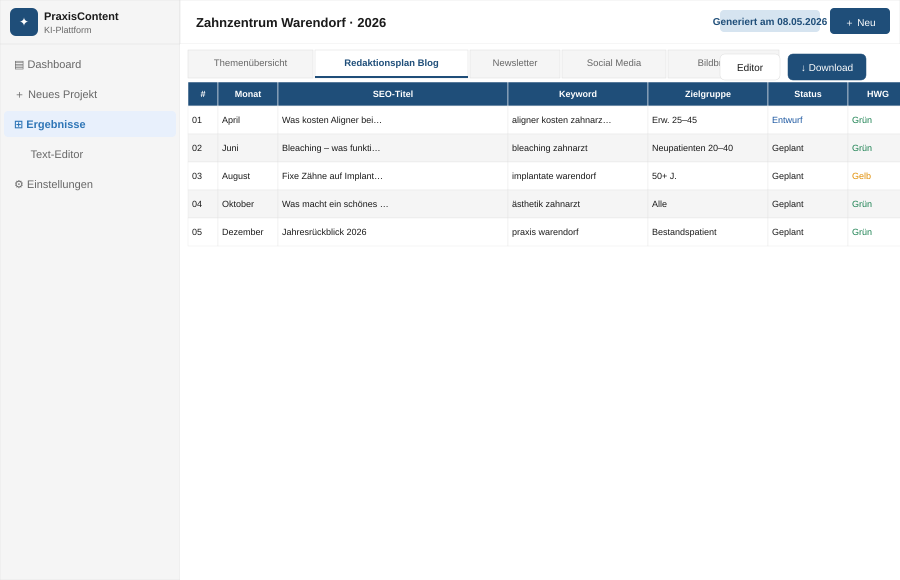 ✦ PraxisContent
KI-Plattform
Zahnzentrum Warendorf · 2026
Generiert am 08.05.2026
+ Neu
▤ Dashboard
+ Neues Projekt
⊞ Ergebnisse
Text-Editor
⚙ Einstellungen
Themenübersicht Redaktionsplan Blog Newsletter Social Media
Editor ↓ Download
# Monat SEO-Titel Keyword Zielgruppe Status HWG
01 April Was kosten Aligner bei… aligner kosten zahnarz… Erw. 25–45 Entwurf Grün
02 Juni Bleaching – was funkti… bleaching zahnarzt Neupatienten 20–40 Geplant Grün
03 August Fixe Zähne auf Implant… implantate warendorf 50+ J. Geplant Gelb
04 Oktober Was macht ein schönes … ästhetik zahnarzt Alle Geplant Grün
05 Dezember Jahresrückblick 2026 praxis warendorf Bestandspatient Geplant Grün